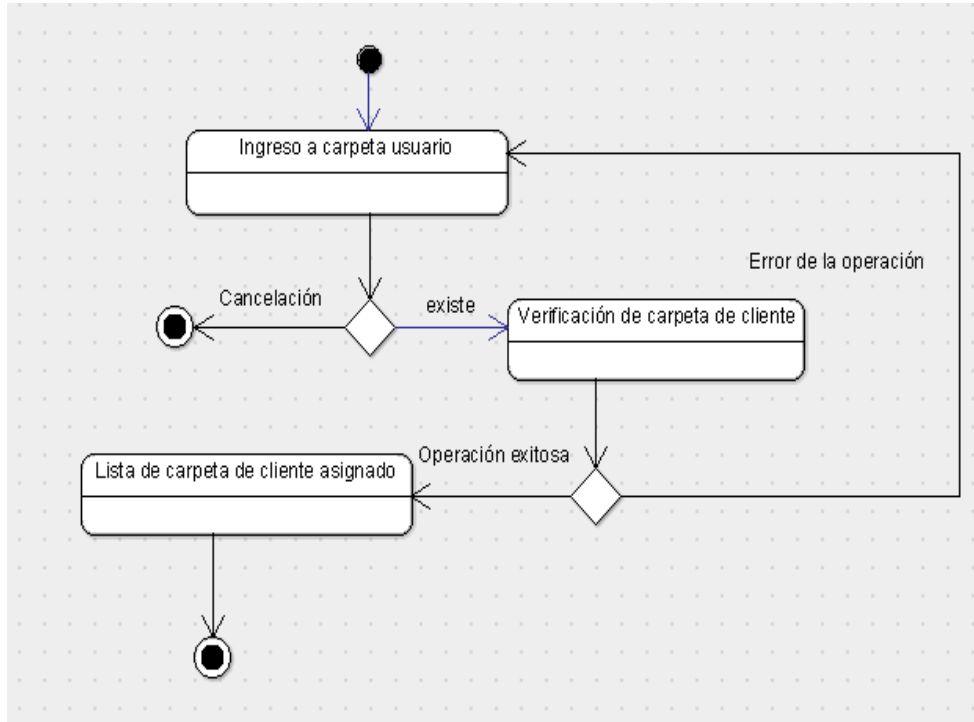 Ingreso a carpeta usuario
Error de la operación
Cancelación
existe
Verificación de carpeta de cliente
Operación exitosa
Lista de carpeta de cliente asignado